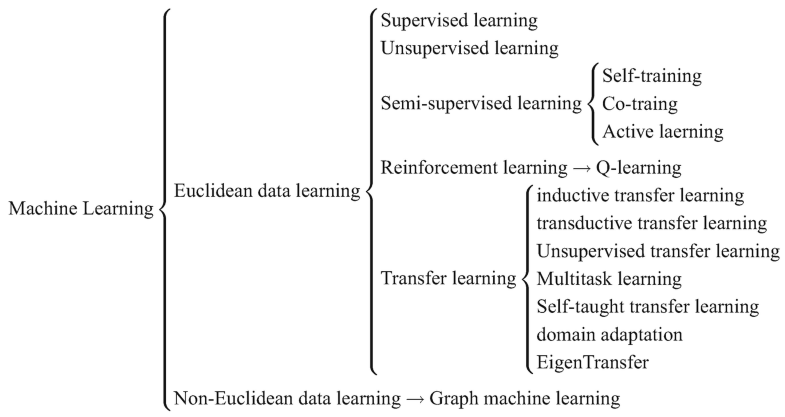 Supervised learning
Unsupervised learning
Self-training
Semi-supervised learning
Co-traing
Active laerning
Reinforcement learning → Q-learning
Euclidean data learning
inductive transfer learning
Machine Learning
transductive transfer learning
Unsupervised transfer learning
Transfer learning
Multitask learning
Self-taught transfer learning
domain adaptation
EigenTransfer
Non-Euclidean data learning → Graph machine learning